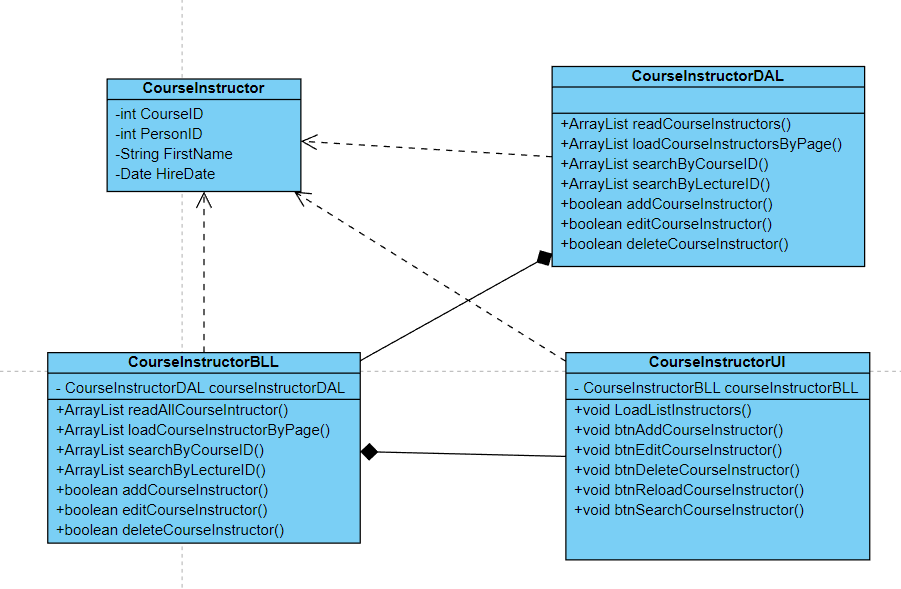 CourseInstructor
-int CourseID
-int PersonID
-String FirstName
-Date HireDate
CourseInstructorDAL
+ArrayList readCourseInstructors()
+ArrayList loadCourseInstructorsByPage()
+ArrayList searchByCourseID()
+ArrayList searchByLectureID()
+boolean addCourseInstructor()
+boolean editCourseInstructor()
+boolean deleteCourseInstructor()
CourseInstructorBLL
- CourseInstructorDAL courseInstructorDAL
+ArrayList readAllCourseIntructor()
+ArrayList loadCourseInstructorByPage()
+ArrayList searchByCourseID()
+ArrayList searchByLectureID()
+boolean addCourseInstructor()
+boolean editCourseInstructor()
+boolean deleteCourseInstructor()
CourseInstructorUI
- CourseInstructorBLL courseInstructorBLL
+void LoadListInstructors()
+void btnAddCourseInstructor()
+void btnEditCourseInstructor()
+void btnDeleteCourseInstructor()
+void btnReloadCourseInstructor()
+void btnSearchCourseInstructor()